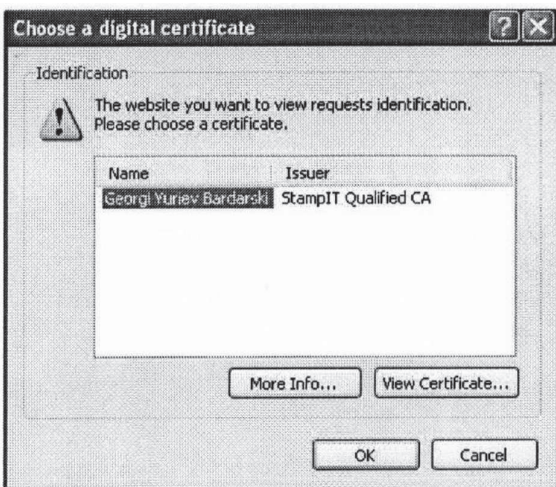 Choose a digital certificate
Identification
The website you want to view requests identification.
Please choose a certificate.
Name Issuer
Georgi Yuriev Bardarski StampIT Qualified CA
More Info...
View Certificate...
OK
Cancel